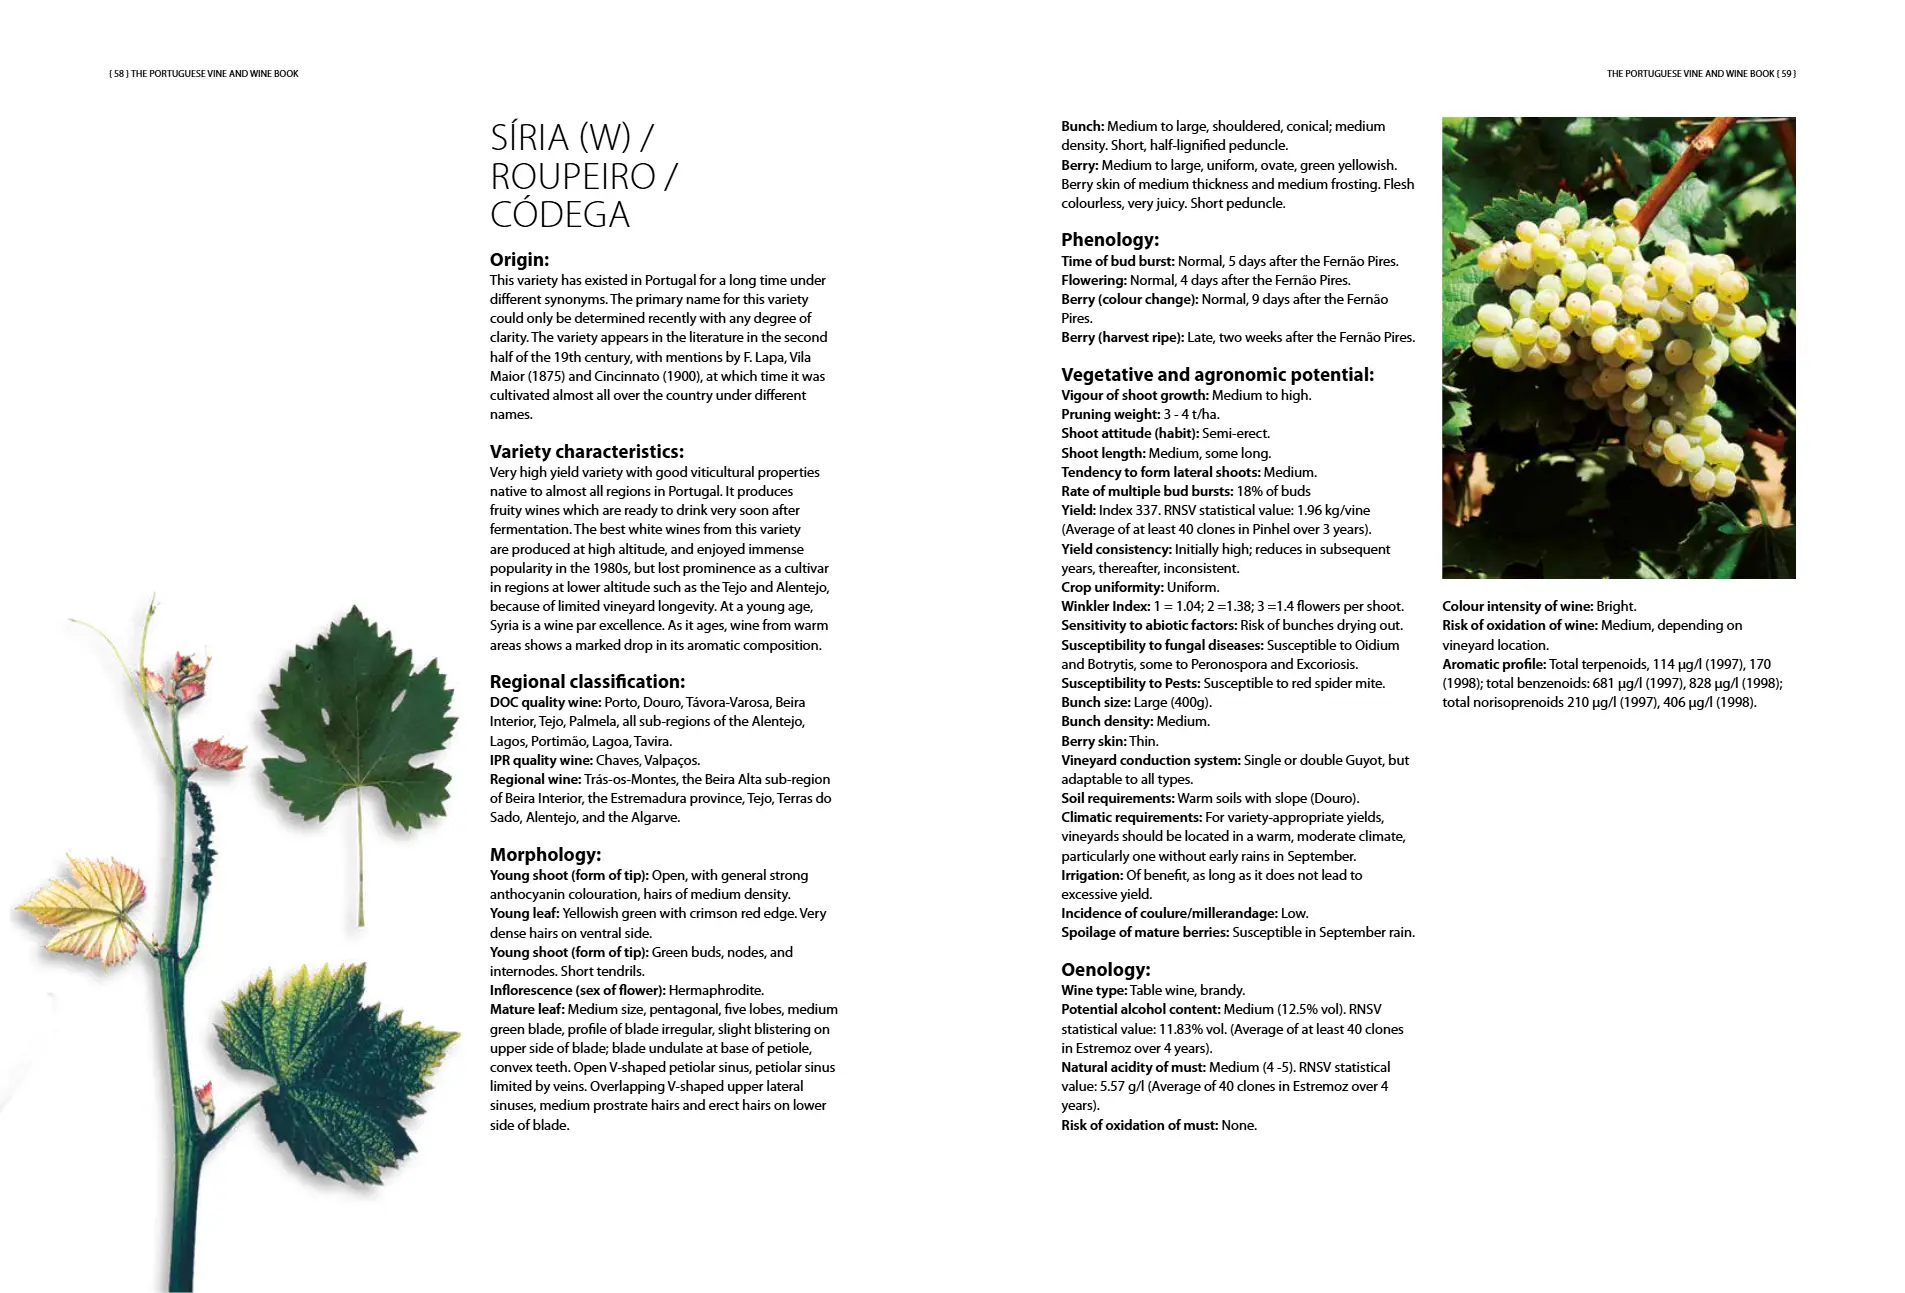 { 58 } THE PORTUGUESE VINE AND WINE BOOK
THE PORTUGUESE VINE AND WINE BOOK { 59 }
SÍRIA (W) /
ROUPEIRO /
CÓDEGA
Origin:
This variety has existed in Portugal for a long time under
different synonyms. The primary name for this variety
could only be determined recently with any degree of
clarity. The variety appears in the literature in the second
half of the 19th century, with mentions by F. Lapa, Vila
Maior (1875) and Cincinnato (1900), at which time it was
cultivated almost all over the country under different
names.
Variety characteristics:
Very high yield variety with good viticultural properties
native to almost all regions in Portugal. It produces
fruity wines which are ready to drink very soon after
fermentation. The best white wines from this variety
are produced at high altitude, and enjoyed immense
popularity in the 1980s, but lost prominence as a cultivar
in regions at lower altitude such as the Tejo and Alentejo,
because of limited vineyard longevity. At a young age,
Syria is a wine par excellence. As it ages, wine from warm
areas shows a marked drop in its aromatic composition.
Regional classification:
DOC quality wine: Porto, Douro, Távora-Varosa, Beira
Interior, Tejo, Palmela, all sub-regions of the Alentejo,
Lagos, Portimão, Lagoa, Tavira.
IPR quality wine: Chaves, Valpaços.
Regional wine: Trás-os-Montes, the Beira Alta sub-region
of Beira Interior, the Estremadura province, Tejo, Terras do
Sado, Alentejo, and the Algarve.
Morphology:
Young shoot (form of tip): Open, with general strong
anthocyanin colouration, hairs of medium density.
Young leaf: Yellowish green with crimson red edge. Very
dense hairs on ventral side.
Young shoot (form of tip): Green buds, nodes, and
internodes. Short tendrils.
Inflorescence (sex of flower): Hermaphrodite.
Mature leaf: Medium size, pentagonal, five lobes, medium
green blade, profile of blade irregular, slight blistering on
upper side of blade; blade undulate at base of petiole,
convex teeth. Open V-shaped petiolar sinus, petiolar sinus
limited by veins. Overlapping V-shaped upper lateral
sinuses, medium prostrate hairs and erect hairs on lower
side of blade.
Bunch: Medium to large, shouldered, conical; medium
density. Short, half-lignified peduncle.
Berry: Medium to large, uniform, ovate, green yellowish.
Berry skin of medium thickness and medium frosting. Flesh
colourless, very juicy. Short peduncle.
Phenology:
Time of bud burst: Normal, 5 days after the Fernão Pires.
Flowering: Normal, 4 days after the Fernão Pires.
Berry (colour change): Normal, 9 days after the Fernão
Pires.
Berry (harvest ripe): Late, two weeks after the Fernão Pires.
Vegetative and agronomic potential:
Vigour of shoot growth: Medium to high.
Pruning weight: 3 - 4 t/ha.
Shoot attitude (habit): Semi-erect.
Shoot length: Medium, some long.
Tendency to form lateral shoots: Medium.
Rate of multiple bud bursts: 18% of buds
Yield: Index 337. RNSV statistical value: 1.96 kg/vine
(Average of at least 40 clones in Pinhel over 3 years).
Yield consistency: Initially high; reduces in subsequent
years, thereafter, inconsistent.
Crop uniformity: Uniform.
Winkler Index: 1 = 1.04; 2 =1.38; 3 =1.4 flowers per shoot.
Sensitivity to abiotic factors: Risk of bunches drying out.
Susceptibility to fungal diseases: Susceptible to Oidium
and Botrytis, some to Peronospora and Excoriosis.
Susceptibility to Pests: Susceptible to red spider mite.
Bunch size: Large (400g).
Bunch density: Medium.
Berry skin: Thin.
Vineyard conduction system: Single or double Guyot, but
adaptable to all types.
Soil requirements: Warm soils with slope (Douro).
Climatic requirements: For variety-appropriate yields,
vineyards should be located in a warm, moderate climate,
particularly one without early rains in September.
Irrigation: Of benefit, as long as it does not lead to
excessive yield.
Incidence of coulure/millerandage: Low.
Spoilage of mature berries: Susceptible in September rain.
Oenology:
Wine type: Table wine, brandy.
Potential alcohol content: Medium (12.5% vol). RNSV
statistical value: 11.83% vol. (Average of at least 40 clones
in Estremoz over 4 years).
Natural acidity of must: Medium (4 -5). RNSV statistical
value: 5.57 g/l (Average of 40 clones in Estremoz over 4
years).
Risk of oxidation of must: None.
Colour intensity of wine: Bright.
Risk of oxidation of wine: Medium, depending on
vineyard location.
Aromatic profile: Total terpenoids, 114 µg/l (1997), 170
(1998); total benzenoids: 681 µg/l (1997), 828 µg/l (1998);
total norisoprenoids 210 µg/l (1997), 406 µg/l (1998).